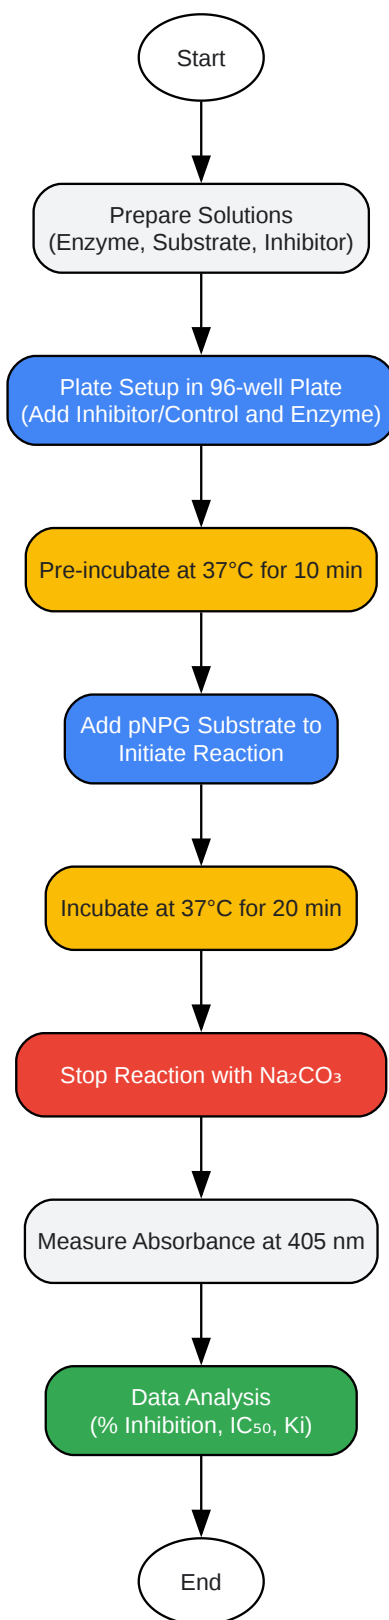 Start
Prepare Solutions
(Enzyme, Substrate, Inhibitor)
Plate Setup in 96-well Plate
(Add Inhibitor/Control and Enzyme)
Pre-incubate at 37°C for 10 min
Add pNPG Substrate to
Initiate Reaction
Incubate at 37°C for 20 min
Stop Reaction with Na₂CO₃
Measure Absorbance at 405 nm
Data Analysis
(% Inhibition, IC₅₀, Ki)
End